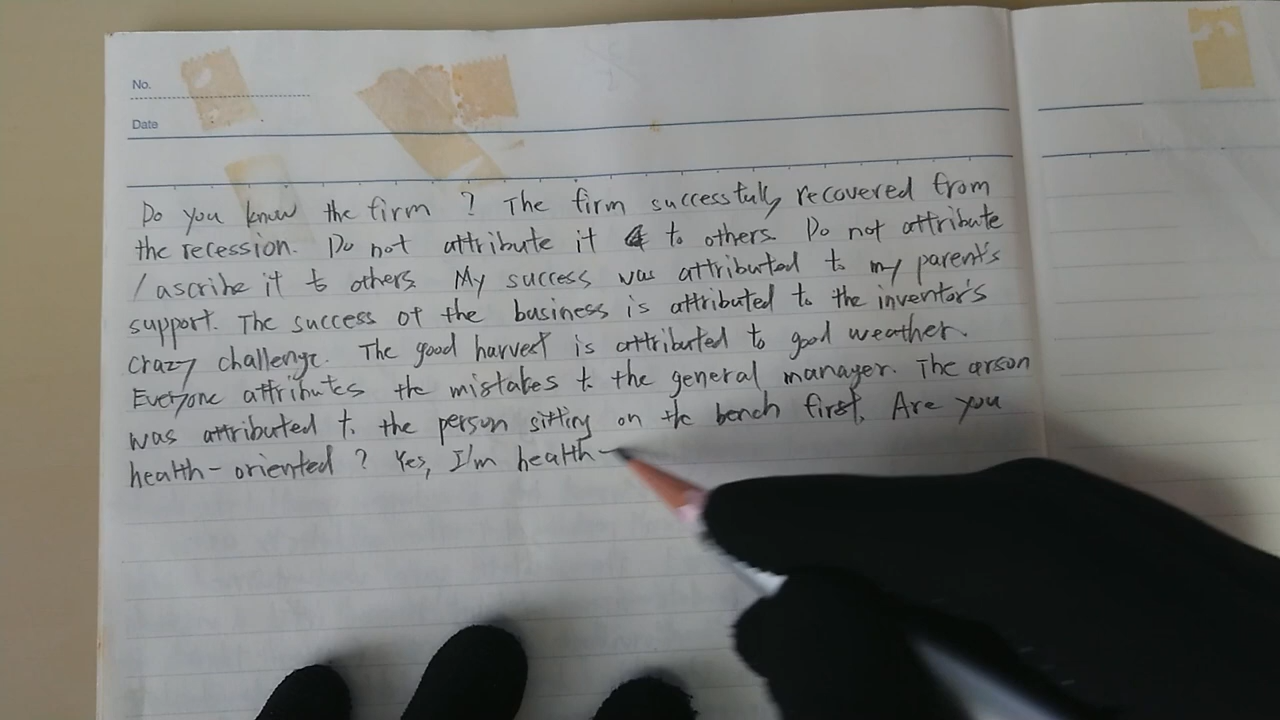 No.
Date
Do you know the firm ? The firm successfully recovered from
the recession. Do not attribute it to others. Do not attribute
/ ascribe it to others. My success was attributed to my parent's
support. The success of the business is attributed to the inventor's
crazy challenge. The good harvest is attributed to good weather.
Everyone attributes the mistakes to the general manager. The arson
was attributed to the person sitting on the bench first. Are you
health-oriented ? Yes, I'm health-